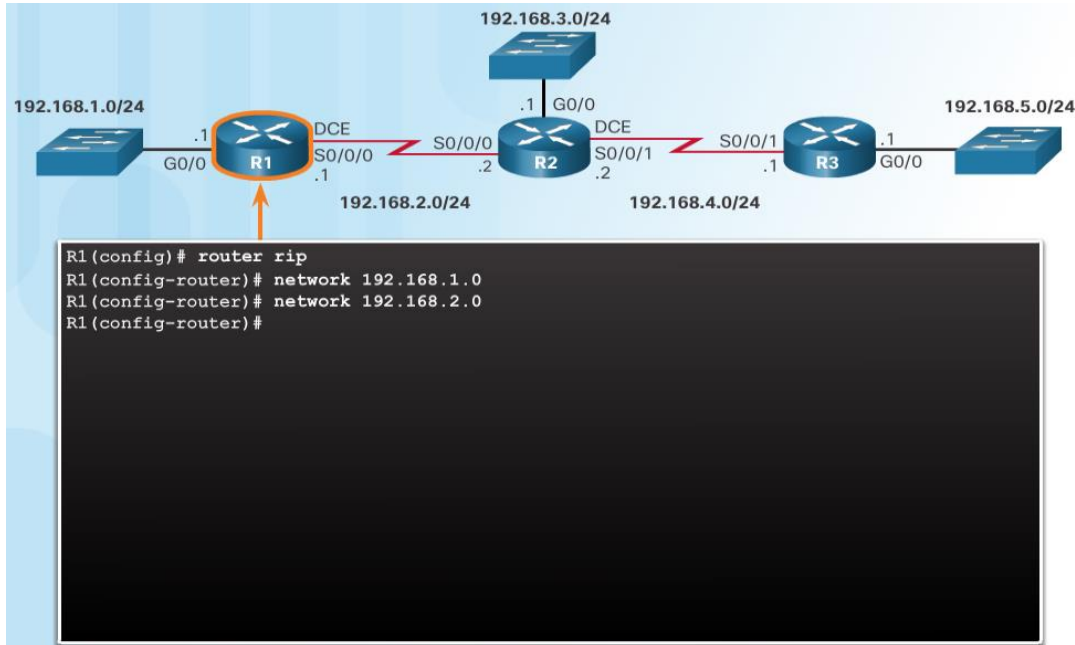 192.168.3.0/24
192.168.1.0/24
.1 G0/0
192.168.5.0/24
.1
DCE
S0/0/0
DCE
S0/0/1
.1
G0/0
R1
S0/0/0
.1
.2
R2
S0/0/1
.2
.1
R3
G0/0
192.168.2.0/24
192.168.4.0/24
R1(config)# router rip
R1(config-router)# network 192.168.1.0
R1(config-router)# network 192.168.2.0
R1(config-router)#